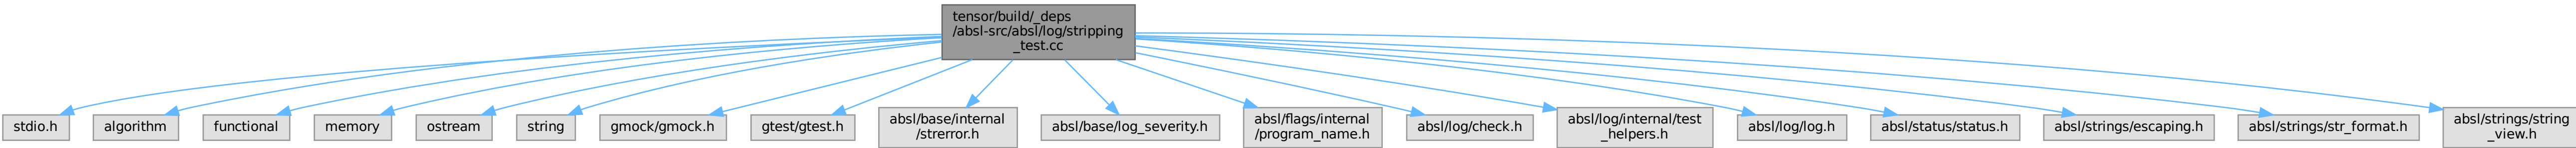 tensor/build/_deps
/absl-src/absl/log/stripping
_test.cc
stdio.h
algorithm
functional
memory
ostream
string
gmock/gmock.h
gtest/gtest.h
absl/base/internal
/strerror.h
absl/base/log_severity.h
absl/flags/internal
/program_name.h
absl/log/check.h
absl/log/internal/test
_helpers.h
absl/log/log.h
absl/status/status.h
absl/strings/escaping.h
absl/strings/str_format.h
absl/strings/string
_view.h